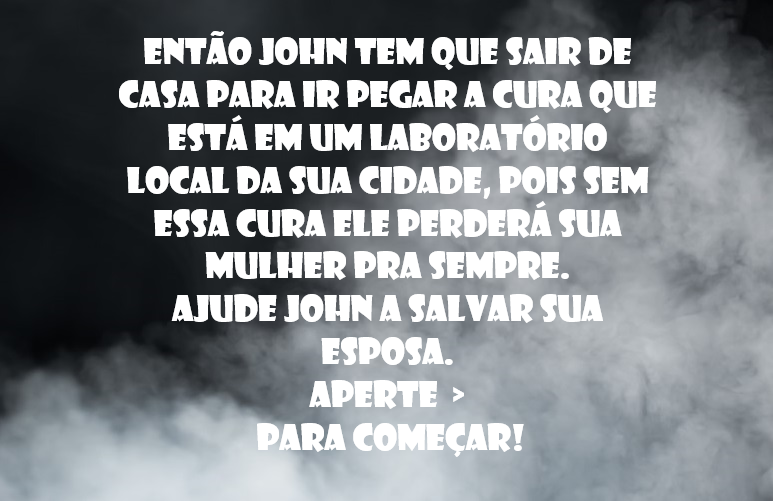 ENTÃO JOHN TEM QUE SAIR DE
CASA PARA IR PEGAR A CURA QUE
ESTÁ EM UM LABORATÓRIO
LOCAL DA SUA CIDADE, POIS SEM
ESSA CURA ELE PERDERÁ SUA
MULHER PRA SEMPRE.
AJUDE JOHN A SALVAR SUA
ESPOSA.
APERTE >
PARA COMEÇAR!